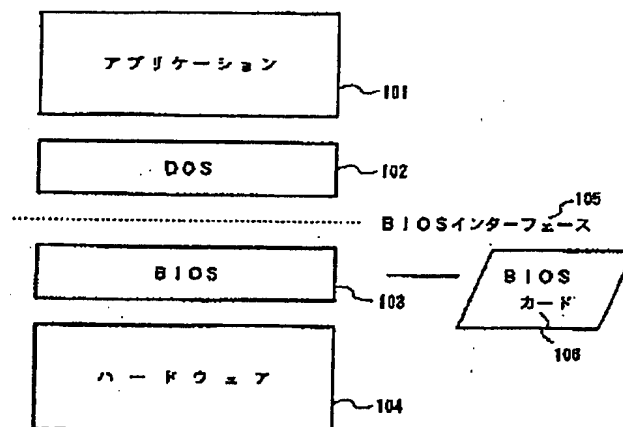 アプリケーション
101
DOS
102
105
BIOSインターフェース
BIOS
103
BIOS
カード
106
ハードウェア
104